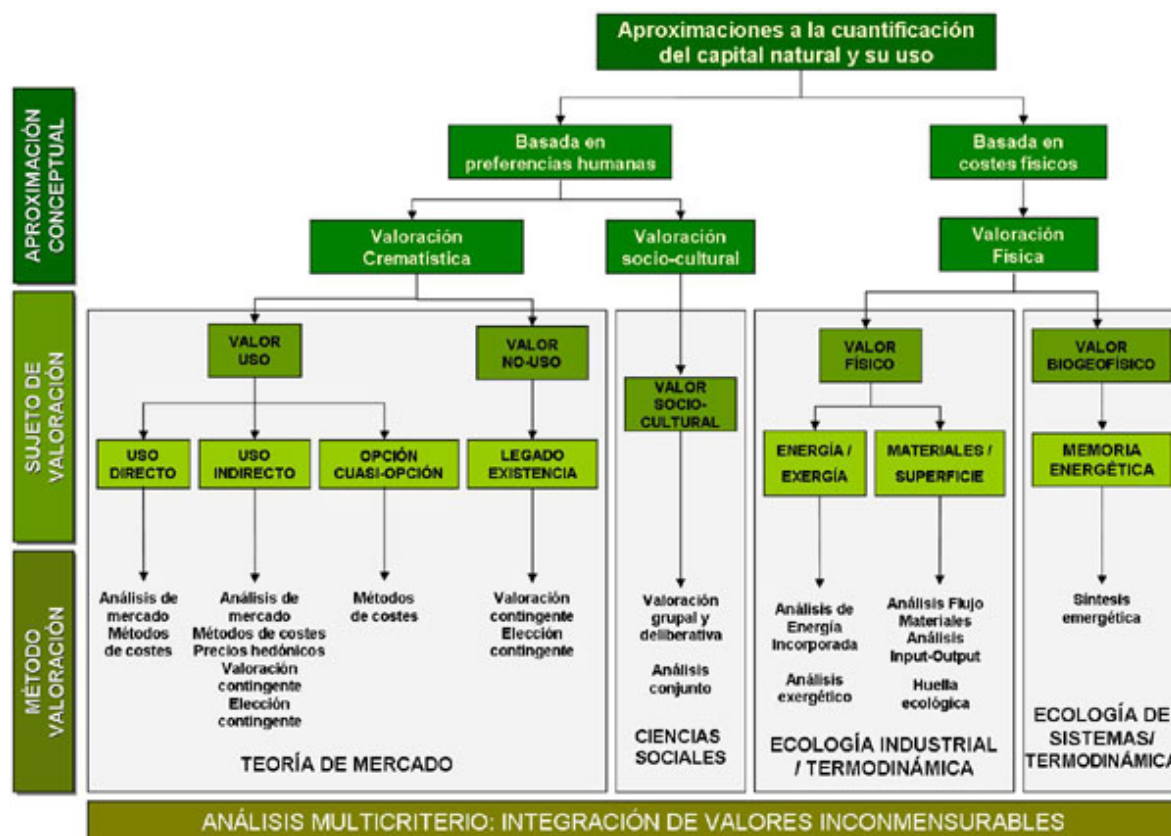 Aproximaciones a la cuantificación
del capital natural y su uso
APROXIMACIÓN
CONCEPTUAL
Basada en
preferencias humanas
Basada en
costes físicos
Valoración
Crematística
Valoración
socio-cultural
Valoración
Física
SUJETO DE
VALORACIÓN
VALOR
USO
VALOR
NO-USO
VALOR
SOCIO-
CULTURAL
VALOR
FÍSICO
VALOR
BIOGEOFÍSICO
USO
DIRECTO
USO
INDIRECTO
OPCIÓN
CUASI-OPCIÓN
LEGADO
EXISTENCIA
ENERGÍA /
EXERGÍA
MATERIALES /
SUPERFICIE
MEMORIA
ENERGÉTICA
MÉTODO
VALORACIÓN
Análisis de
mercado
Métodos
de costes
Análisis de
mercado
Métodos de costes
Precios hedónicos
Valoración
contingente
Elección
contingente
Métodos
de costes
Valoración
contingente
Elección
contingente
Valoración
grupal y
deliberativa
Análisis
conjunto
Análisis de
Energía
Incorporada
Análisis
exergético
Análisis Flujo
Materiales
Análisis
Input-Output
Huella
ecológica
Síntesis
emergética
TEORÍA DE MERCADO
CIENCIAS
SOCIALES
ECOLOGÍA INDUSTRIAL
/ TERMODINÁMICA
ECOLOGÍA DE
SISTEMAS/
TERMODINÁMICA
ANÁLISIS MULTICRITERIO: INTEGRACIÓN DE VALORES INCONMENSURABLES